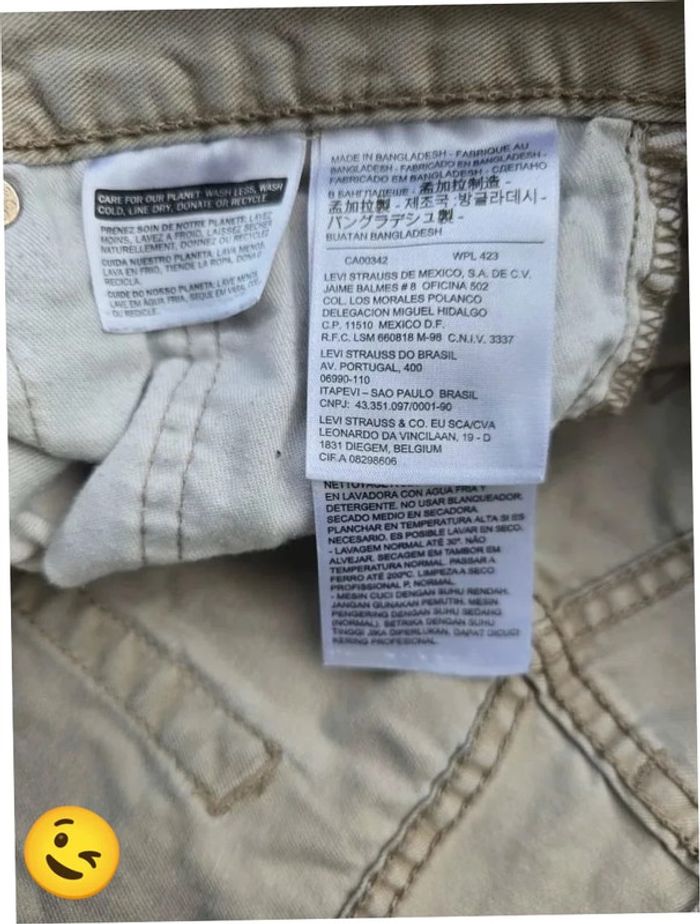 CARE FOR OUR PLANET: WASH LESS, WASH
COLD, LINE DRY, DONATE OR RECYCLE
PRENEZ SOIN DE NOTRE PLANETE: LAVEZ
MOINS, LAVEZ A FROID, LAISSEZ SECHER
NATURELLEMENT, DONNEZ OU RECYCLEZ
CUIDA NUESTRO PLANETA: LAVA MENOS,
LAVA EN FRIO, TIENDE LA ROPA, DONA O
RECICLA.
CUIDE DO NOSSO PLANETA: LAVE MENOS,
LAVE EM AGUA FRIA, SEQUE EM VARAL,
OU RECICLE.
MADE IN BANGLADESH - FABRIQUE AU
BANGLADESH - FABRICADO EN BANGLADESH -
FABRICADO EM BANGLADESH - СДЕЛАНО
В БАНГЛАДЕШЕ - 孟加拉制造 -
孟加拉製 - 제조국 :방글라데시 -
バングラデシュ製 -
BUATAN BANGLADESH
CA00342 WPL 423
LEVI STRAUSS DE MEXICO, S.A. DE C.V.
JAIME BALMES # 8 OFICINA 502
COL. LOS MORALES POLANCO
DELEGACION MIGUEL HIDALGO
C.P. 11510 MEXICO D.F.
R.F.C. LSM 660818 M-98 C.N.I.V. 3337
LEVI STRAUSS DO BRASIL
AV. PORTUGAL, 400
06990-110
ITAPEVI – SAO PAULO BRASIL
CNPJ: 43.351.097/0001-90
LEVI STRAUSS & CO. EU SCA/CVA
LEONARDO DA VINCILAAN, 19 - D
1831 DIEGEM, BELGIUM
CIF.A 08298606
EN LAVADORA CON AGUA FRIA Y
DETERGENTE. NO USAR BLANQUEADOR.
SECADO MEDIO EN SECADORA.
PLANCHAR EN TEMPERATURA ALTA SI ES
NECESARIO. ES POSIBLE LAVAR EN SECO.
- LAVAGEM NORMAL ATÉ 30°. NÃO
ALVEJAR. SECAGEM EM TAMBOR EM
TEMPERATURA NORMAL. PASSAR A
FERRO ATÉ 200°C. LIMPEZA A SECO
PROFISSIONAL P, NORMAL.
- MESIN CUCI DENGAN SUHU RENDAH.
JANGAN GUNAKAN PEMUTIH. MESIN
PENGERING DENGAN SUHU SEDANG
(NORMAL). SETRIKA DENGAN SUHU
TINGGI JIKA DIPERLUKAN. DAPAT DICUCI
KERING PROFESIONAL.